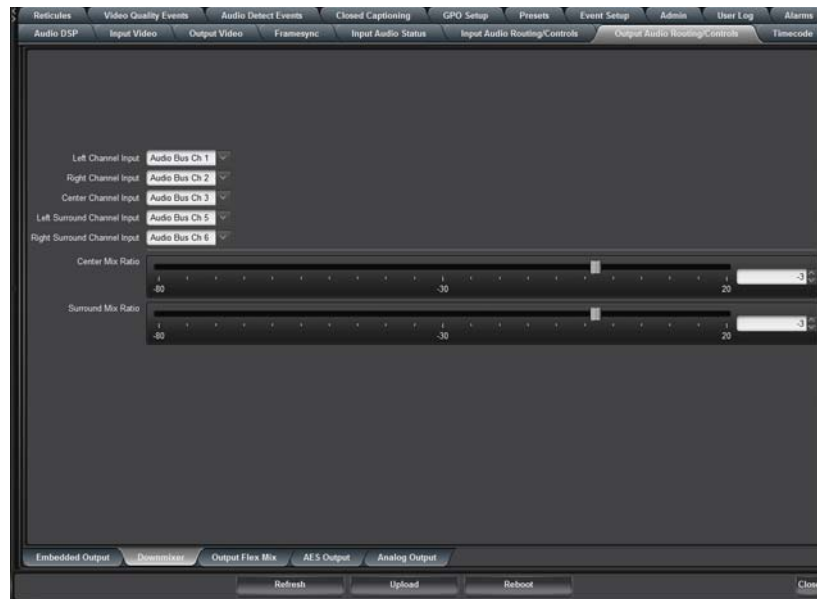 Reticules Video Quality Events Audio Detect Events Closed Captioning GPO Setup Presets Event Setup Admin User Log Alarms
Audio DSP Input Video Output Video Framesync Input Audio Status Input Audio Routing/Controls Output Audio Routing/Controls Timecode
Left Channel Input Audio Bus Ch 1
Right Channel Input Audio Bus Ch 2
Center Channel Input Audio Bus Ch 3
Left Surround Channel Input Audio Bus Ch 5
Right Surround Channel Input Audio Bus Ch 6
Center Mix Ratio -3
-80 -30 20
Surround Mix Ratio -3
-80 -30 20
Embedded Output Downmixer Output Flex Mix AES Output Analog Output
Refresh Upload Reboot Close